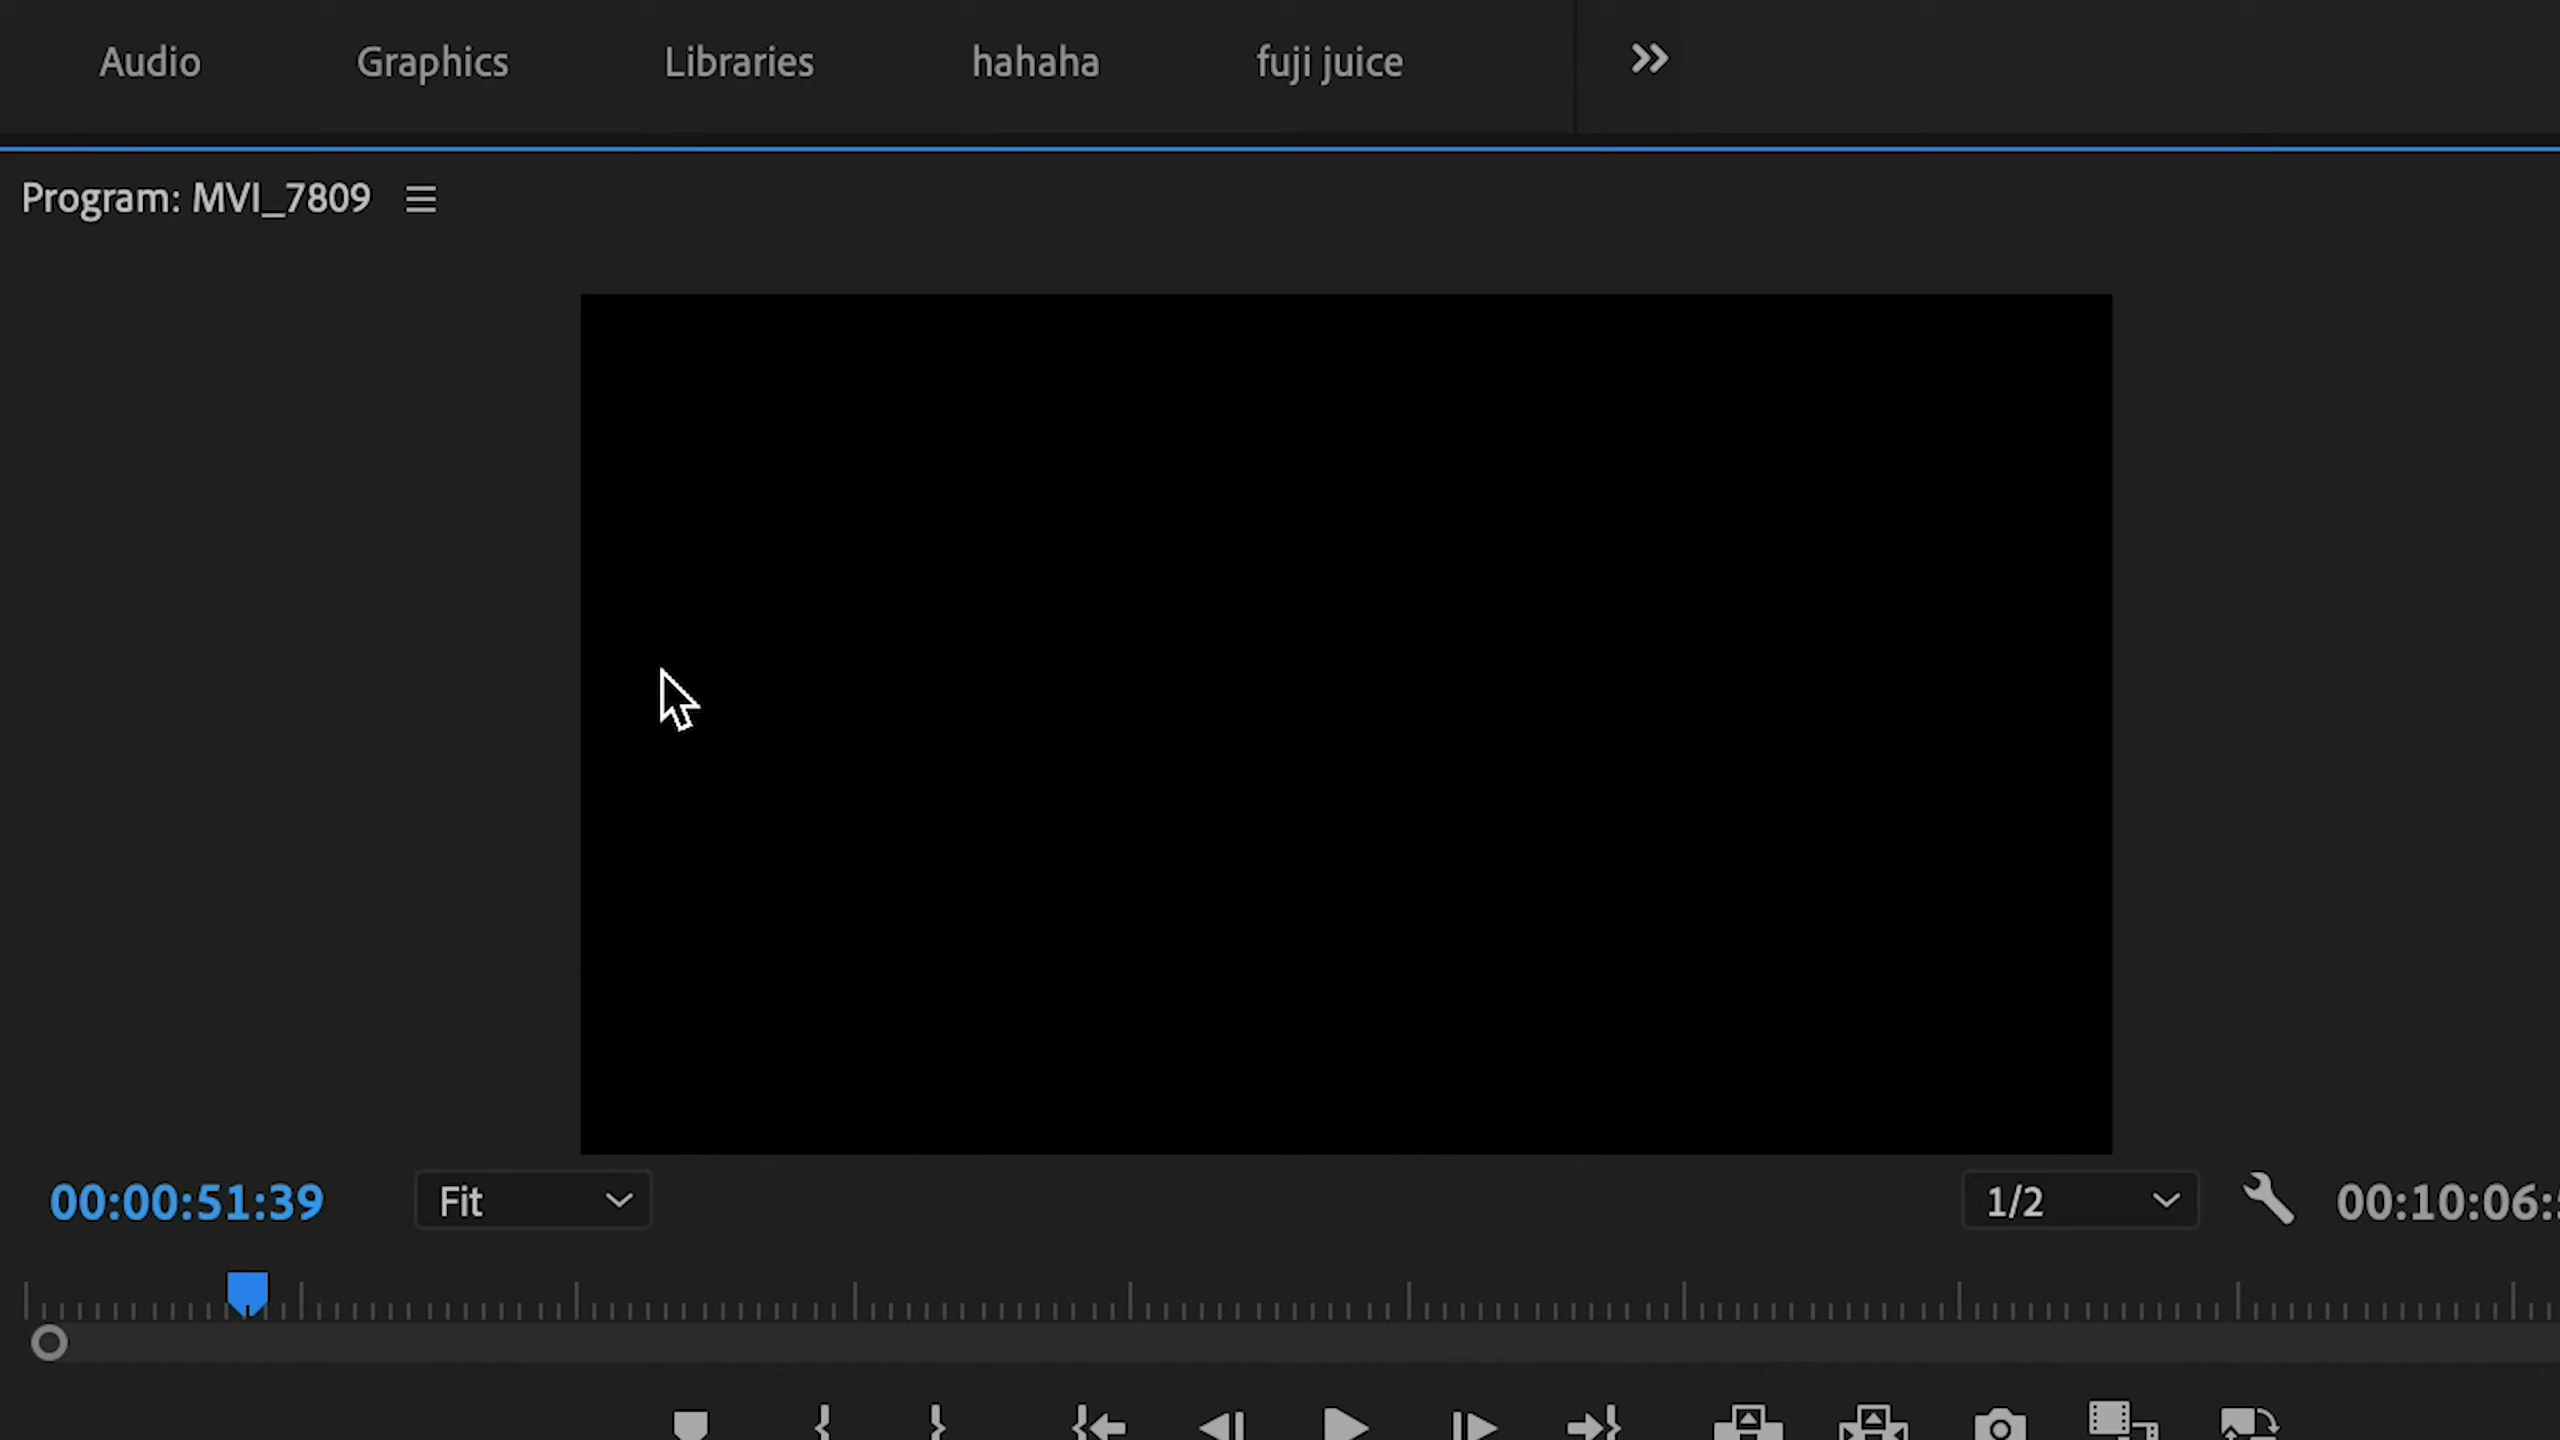 Audio Graphics Libraries hahaha fuji juice
Program: MVI_7809
00:00:51:39 Fit 1/2 00:10:06: